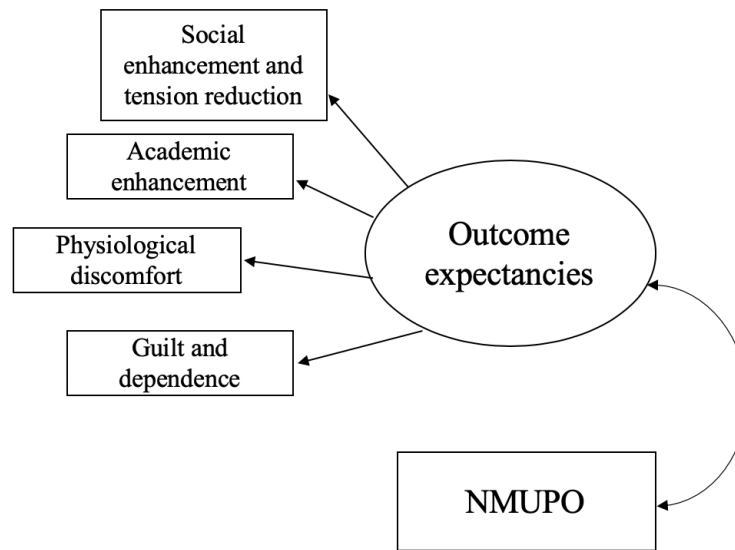 Social
enhancement and
tension reduction
Academic
enhancement
Physiological
discomfort
Guilt and
dependence
Outcome
expectancies
NMUPO